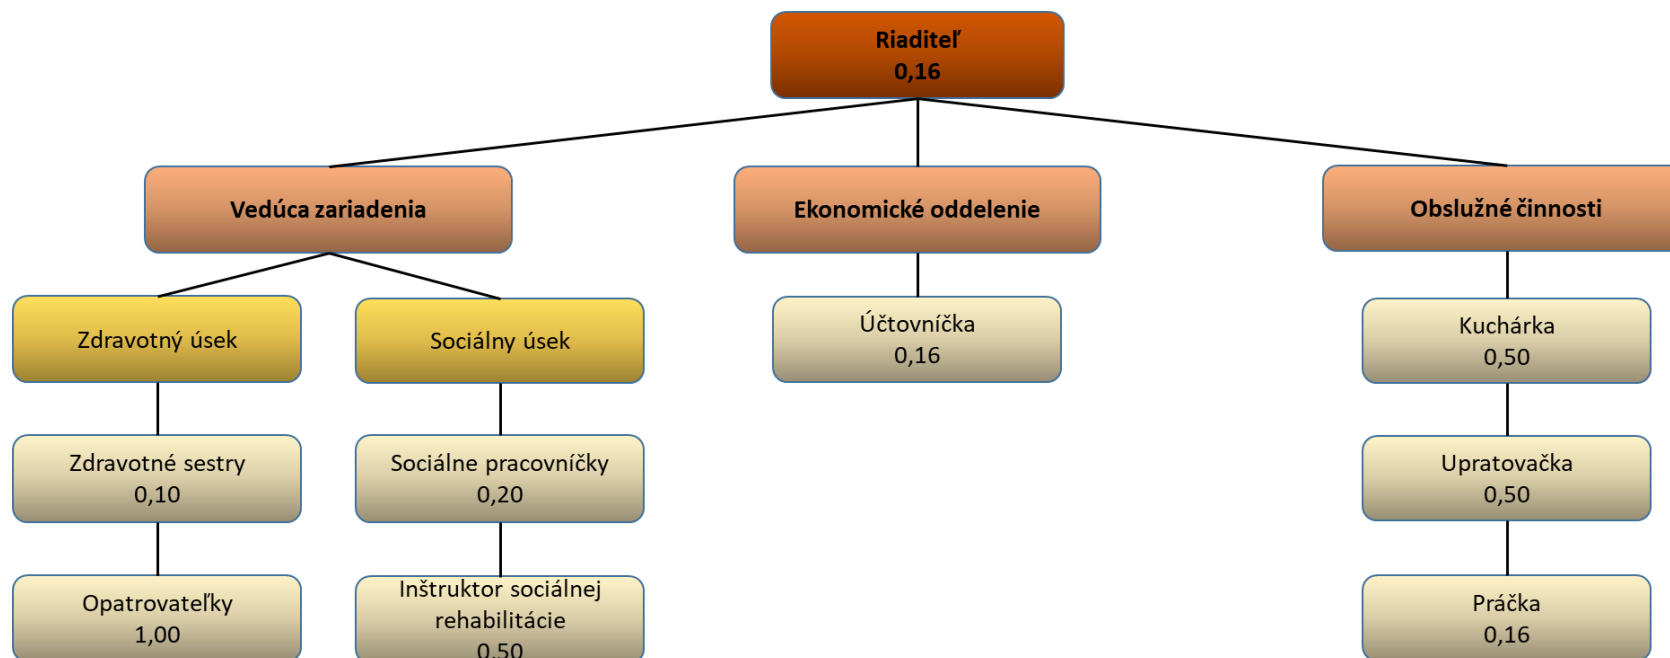 Riaditeľ
0,16
Vedúca zariadenia
Ekonomické oddelenie
Obslužné činnosti
Zdravotný úsek
Sociálny úsek
Účtovníčka
0,16
Kuchárka
0,50
Zdravotné sestry
0,10
Sociálne pracovníčky
0,20
Upratovačka
0,50
Opatrovateľky
1,00
Inštruktor sociálnej
rehabilitácie
0,50
Práčka
0,16